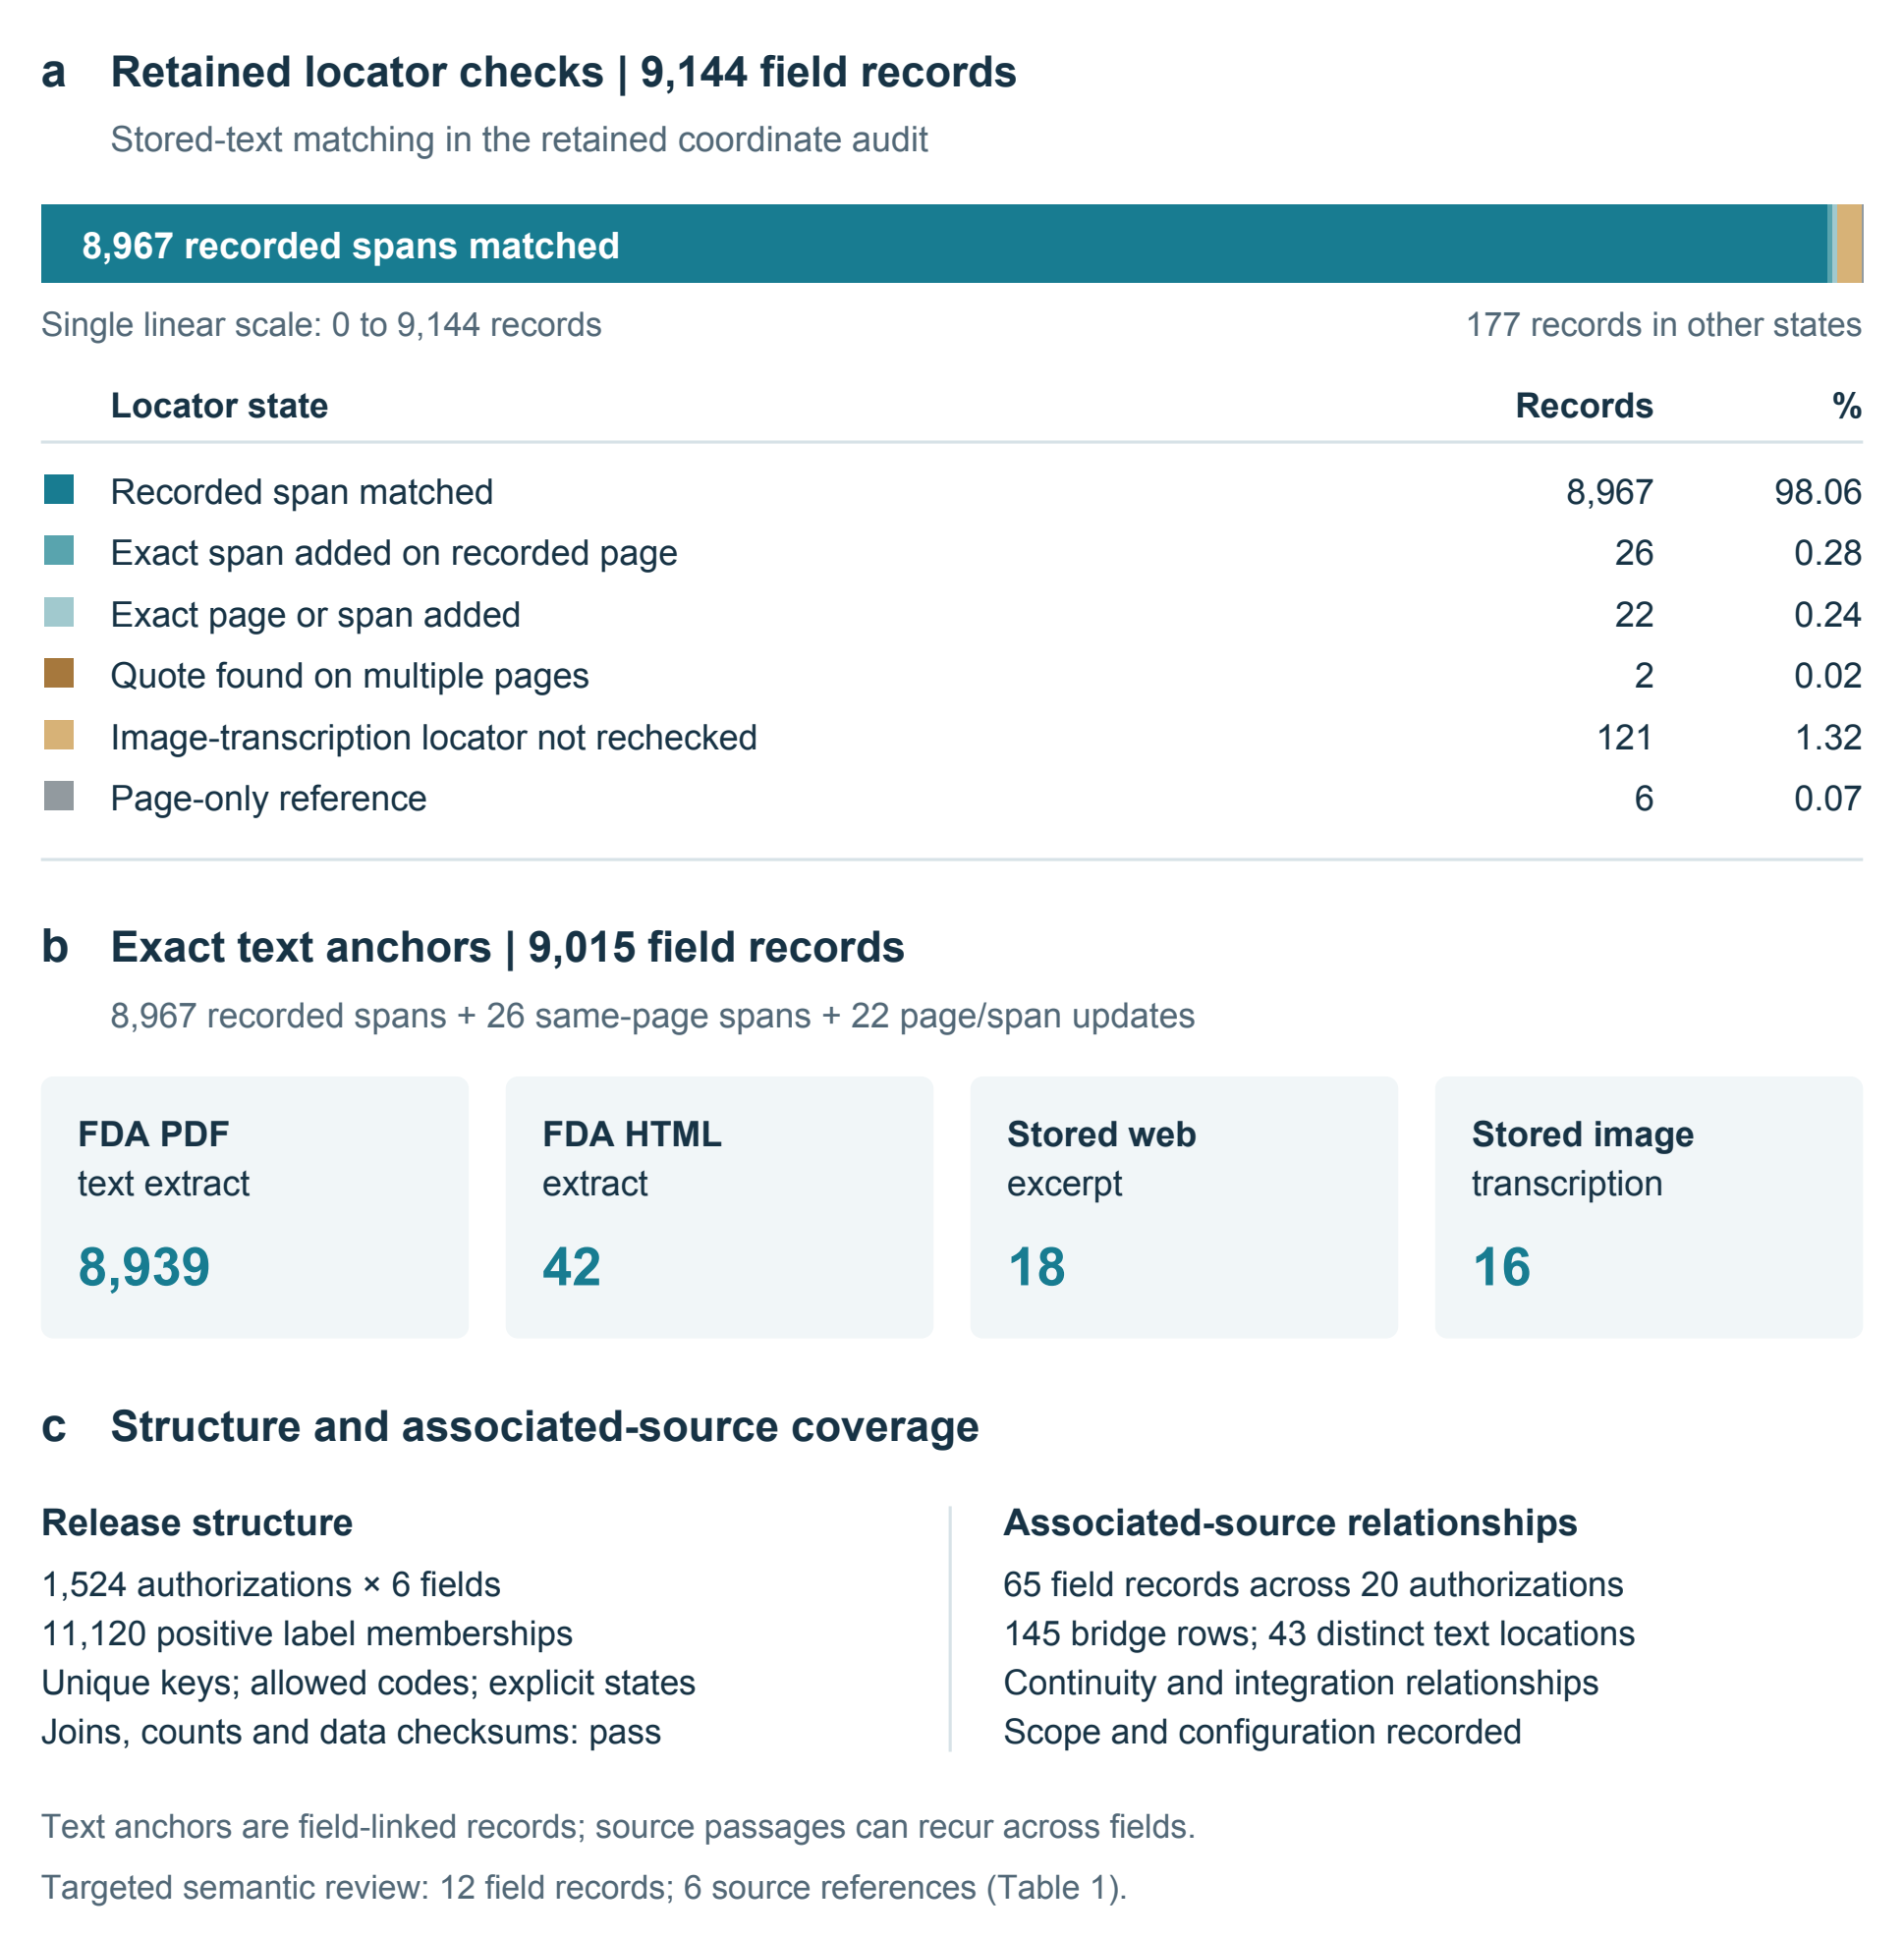 a Retained locator checks | 9,144 field records
Stored-text matching in the retained coordinate audit
8,967 recorded spans matched
Single linear scale: 0 to 9,144 records 177 records in other states
Locator state Records %
Recorded span matched 8,967 98.06
Exact span added on recorded page 26 0.28
Exact page or span added 22 0.24
Quote found on multiple pages 2 0.02
Image-transcription locator not rechecked 121 1.32
Page-only reference 6 0.07
b Exact text anchors | 9,015 field records
8,967 recorded spans + 26 same-page spans + 22 page/span updates
FDA PDF
text extract
8,939
FDA HTML
extract
42
Stored web
excerpt
18
Stored image
transcription
16
c Structure and associated-source coverage
Release structure
1,524 authorizations × 6 fields
11,120 positive label memberships
Unique keys; allowed codes; explicit states
Joins, counts and data checksums: pass
Associated-source relationships
65 field records across 20 authorizations
145 bridge rows; 43 distinct text locations
Continuity and integration relationships
Scope and configuration recorded
Text anchors are field-linked records; source passages can recur across fields.
Targeted semantic review: 12 field records; 6 source references (Table 1).